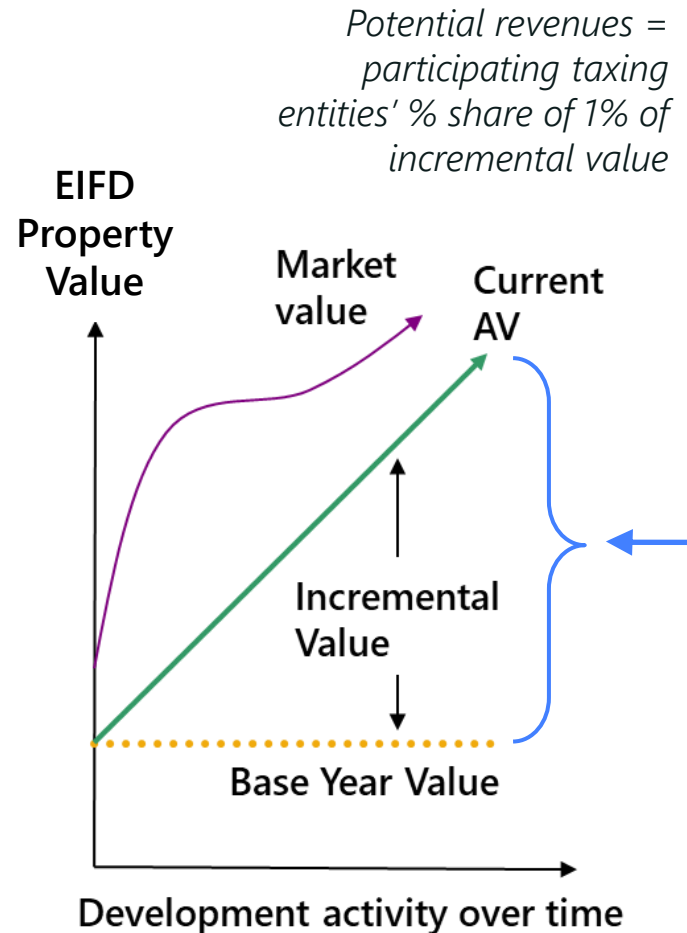 Potential revenues =
participating taxing
entities’ % share of 1% of
incremental value
EIFD
Property
Value
Market
value
Current
AV
Incremental
Value
Base Year Value
Development activity over time